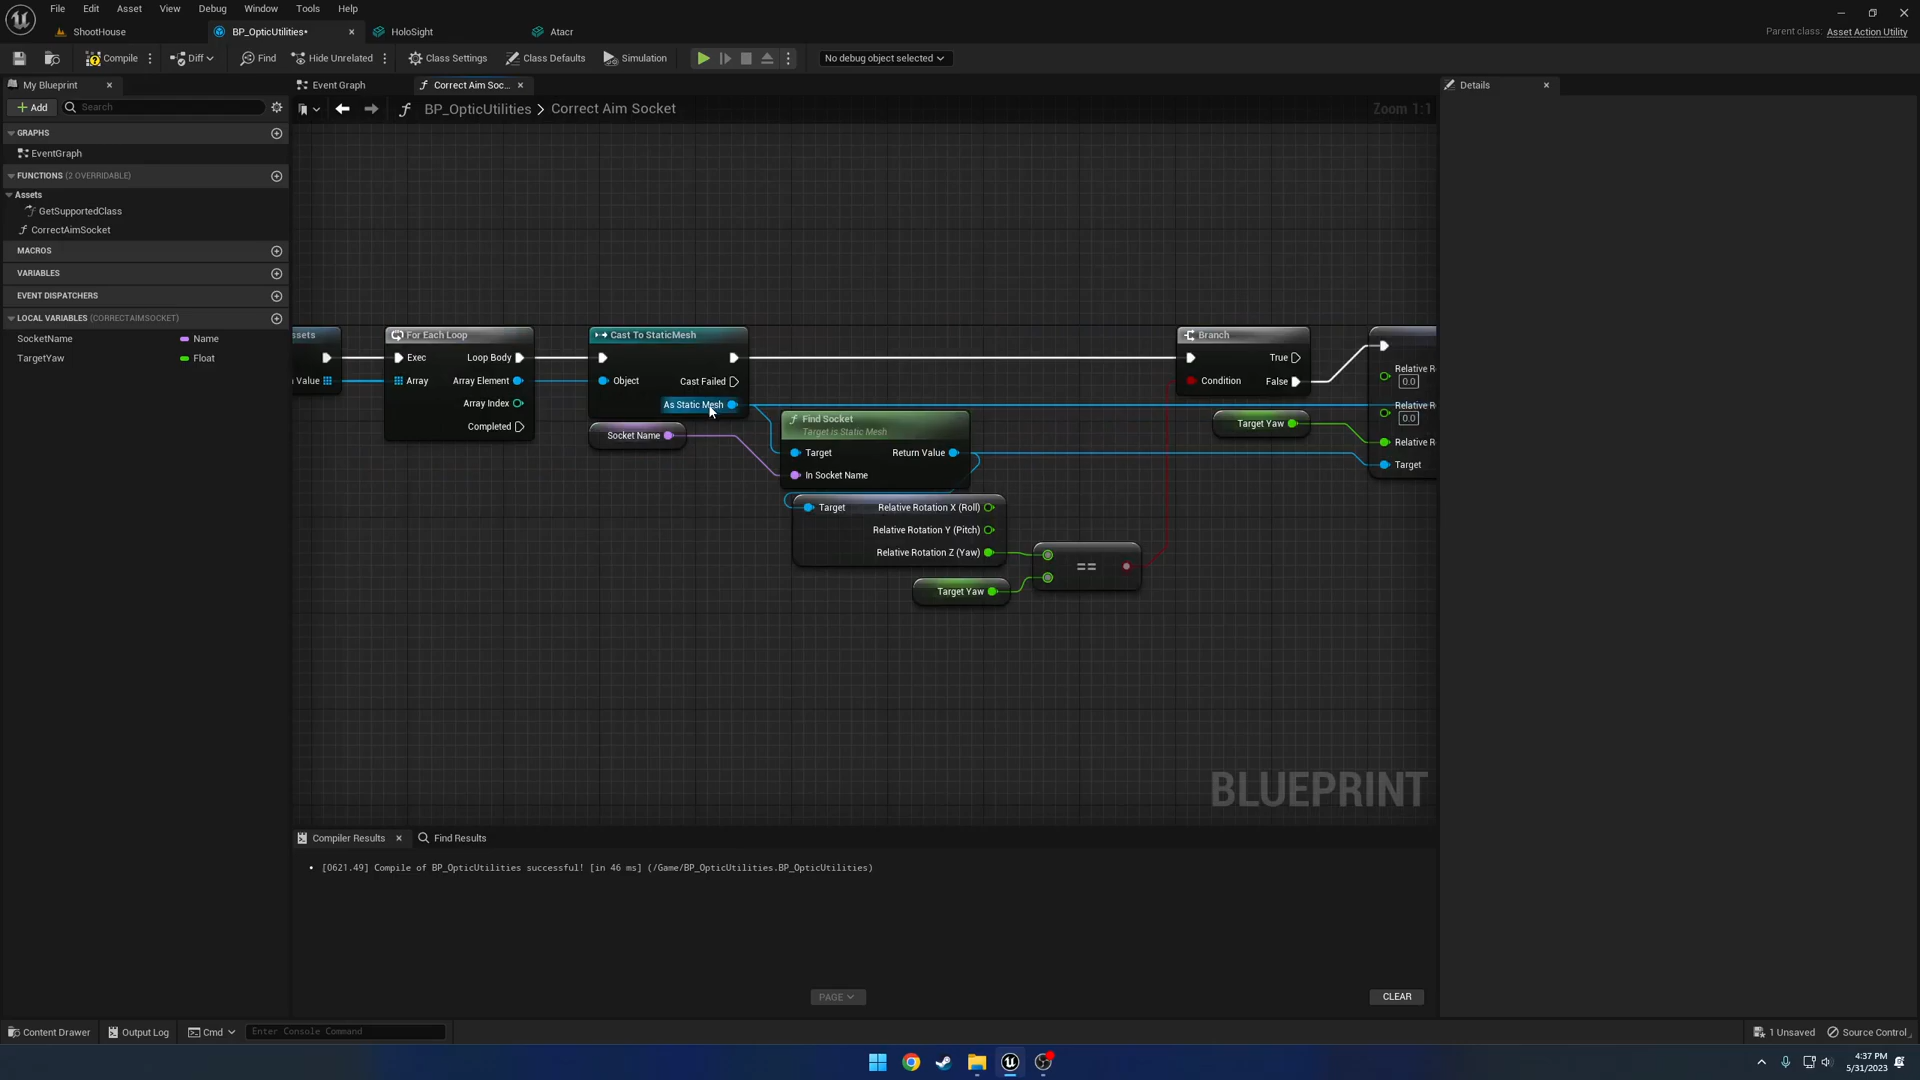 File Edit View Asset Debug Window Tools Help
ShootHouse BP_OpticUtilities• HoloSight Atacr
Parent class: Asset Action Utility
Compile Diff Find Hide Unrelated Class Settings Class Defaults Simulation No debug object selected
My Blueprint
Event Graph Correct Aim Soc...
Details
Add Search
BP_OpticUtilities > Correct Aim Socket
Zoom 1:1
GRAPHS
EventGraph
FUNCTIONS (2 OVERRIDABLE)
Assets
GetSupportedClass
CorrectAimSocket
MACROS
VARIABLES
EVENT DISPATCHERS
LOCAL VARIABLES (CORRECTAIMSOCKET)
SocketName Name
TargetYaw Float
ssets
n Value
For Each Loop
Exec Loop Body
Array Array Element
Array Index
Completed
Cast To StaticMesh
Object Cast Failed
As Static Mesh
Socket Name
Find Socket
Target is Static Mesh
Target Return Value
In Socket Name
Target Relative Rotation X (Roll)
Relative Rotation Y (Pitch)
Relative Rotation Z (Yaw)
Target Yaw
==
Branch
True
Condition False
Target Yaw
Relative R
0.0
Relative R
0.0
Relative R
Target
BLUEPRINT
Compiler Results Find Results
• [0621.49] Compile of BP_OpticUtilities successful! [in 46 ms] (/Game/BP_OpticUtilities.BP_OpticUtilities)
PAGE
CLEAR
Content Drawer Output Log Cmd Enter Console Command
1 Unsaved Source Control
4:37 PM
5/31/2023